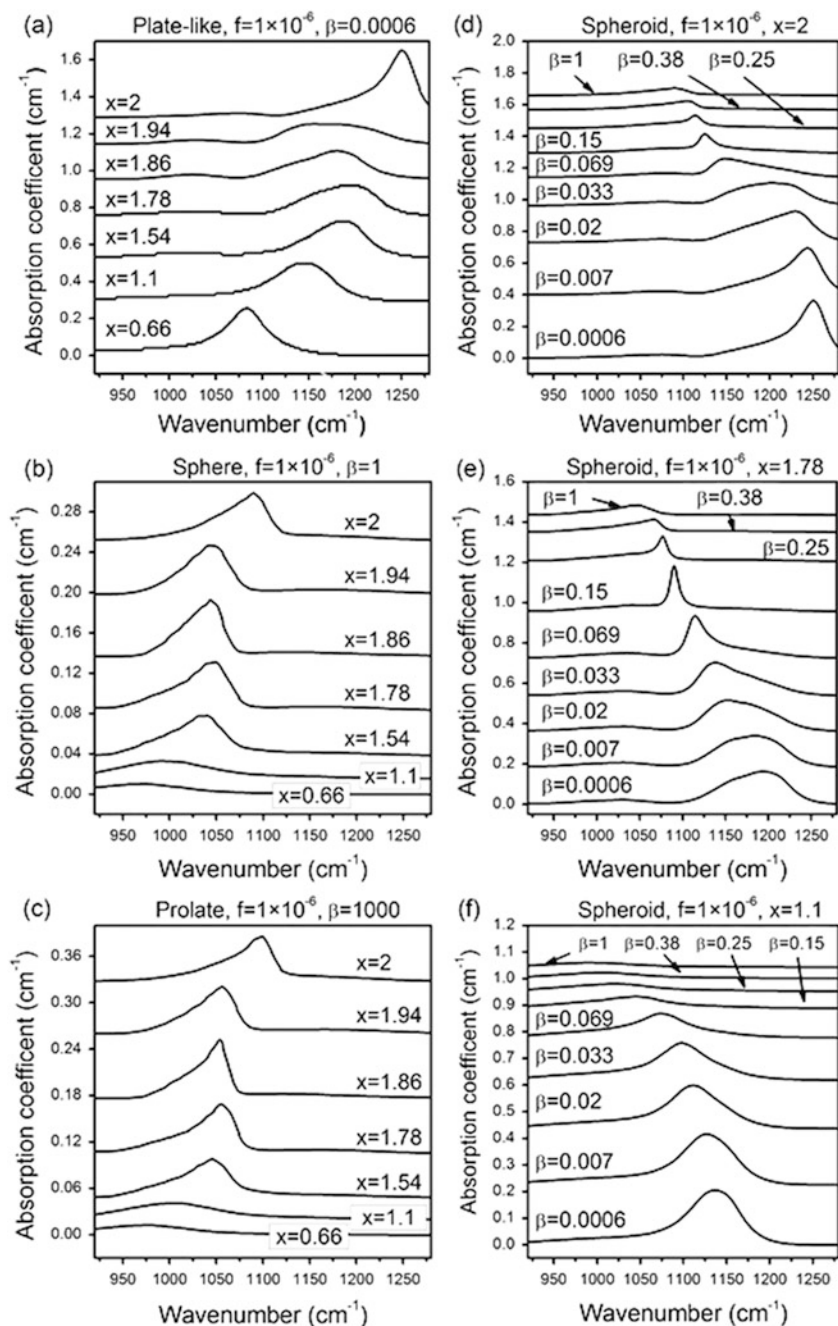 (a) Plate-like, f=1×10⁻⁶, β=0.0006
Absorption coefficent (cm⁻¹)
1.6
1.4
1.2
1.0
0.8
0.6
0.4
0.2
0.0
x=2
x=1.94
x=1.86
x=1.78
x=1.54
x=1.1
x=0.66
950 1000 1050 1100 1150 1200 1250
Wavenumber (cm⁻¹)
(b) Sphere, f=1×10⁻⁶, β=1
Absorption coefficent (cm⁻¹)
0.28
0.24
0.20
0.16
0.12
0.08
0.04
0.00
x=2
x=1.94
x=1.86
x=1.78
x=1.54
x=1.1
x=0.66
950 1000 1050 1100 1150 1200 1250
Wavenumber (cm⁻¹)
(c) Prolate, f=1×10⁻⁶, β=1000
Absorption coefficent (cm⁻¹)
0.36
0.30
0.24
0.18
0.12
0.06
0.00
x=2
x=1.94
x=1.86
x=1.78
x=1.54
x=1.1
x=0.66
950 1000 1050 1100 1150 1200 1250
Wavenumber (cm⁻¹)
(d) Spheroid, f=1×10⁻⁶, x=2
Absorption coefficent (cm⁻¹)
2.0
1.8
1.6
1.4
1.2
1.0
0.8
0.6
0.4
0.2
0.0
β=1 β=0.38 β=0.25
β=0.15
β=0.069
β=0.033
β=0.02
β=0.007
β=0.0006
950 1000 1050 1100 1150 1200 1250
Wavenumber (cm⁻¹)
(e) Spheroid, f=1×10⁻⁶, x=1.78
Absorption coefficent (cm⁻¹)
1.6
1.4
1.2
1.0
0.8
0.6
0.4
0.2
0.0
β=1
β=0.38
β=0.25
β=0.15
β=0.069
β=0.033
β=0.02
β=0.007
β=0.0006
950 1000 1050 1100 1150 1200 1250
Wavenumber (cm⁻¹)
(f) Spheroid, f=1×10⁻⁶, x=1.1
Absorption coefficent (cm⁻¹)
1.2
1.1
1.0
0.9
0.8
0.7
0.6
0.5
0.4
0.3
0.2
0.1
0.0
β=1 β=0.38 β=0.25 β=0.15
β=0.069
β=0.033
β=0.02
β=0.007
β=0.0006
950 1000 1050 1100 1150 1200 1250
Wavenumber (cm⁻¹)